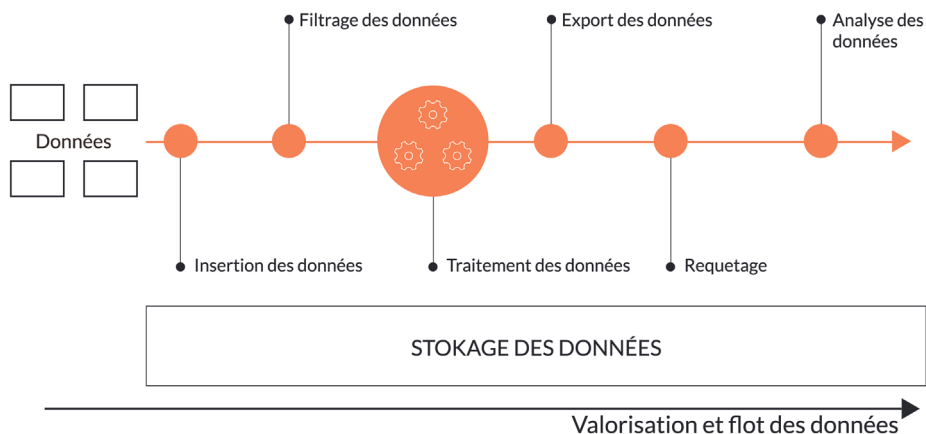 Filtrage des données
Export des données
Analyse des
données
Données
Insertion des données
Traitement des données
Requetage
STOKAGE DES DONNÉES
Valorisation et flot des données